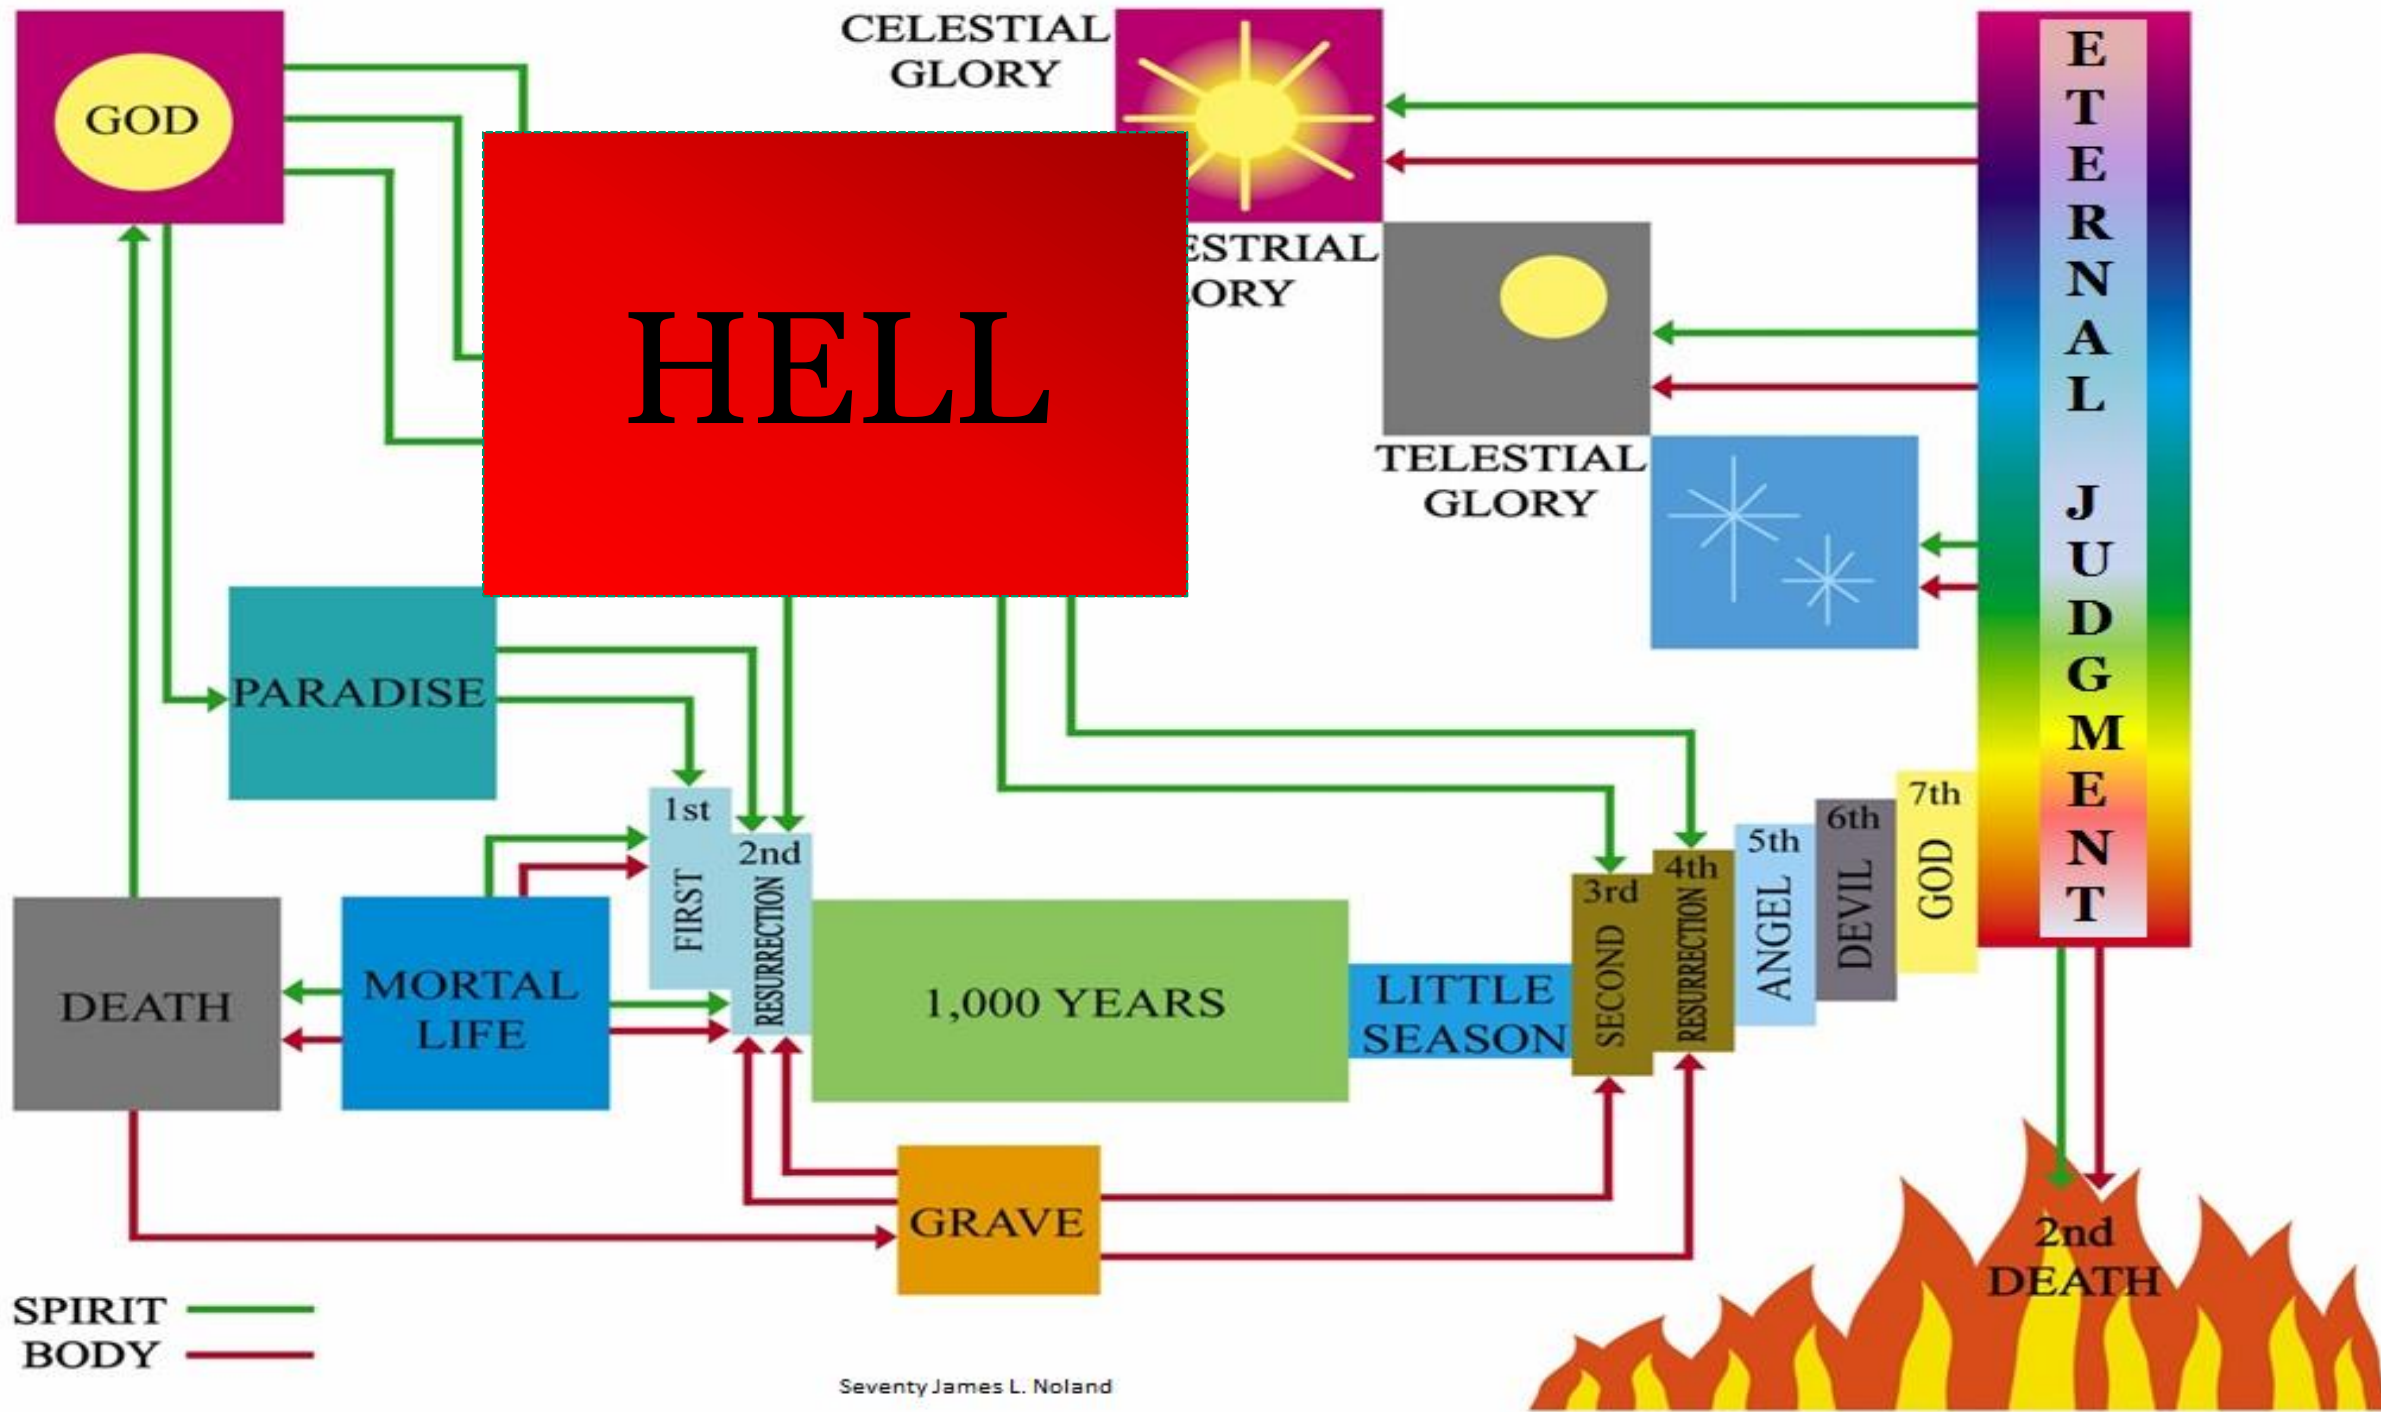 GOD
CELESTIAL
GLORY
HELL
ESTRIAL
ORY
TELESTIAL
GLORY
ETERNAL JUDGMENT
PARADISE
1st
FIRST
2nd
RESURRECTION
DEATH
MORTAL
LIFE
1,000 YEARS
LITTLE
SEASON
3rd
SECOND
4th
RESURRECTION
5th
ANGEL
6th
DEVIL
7th
GOD
GRAVE
2nd
DEATH
SPIRIT
BODY
Seventy James L. Noland